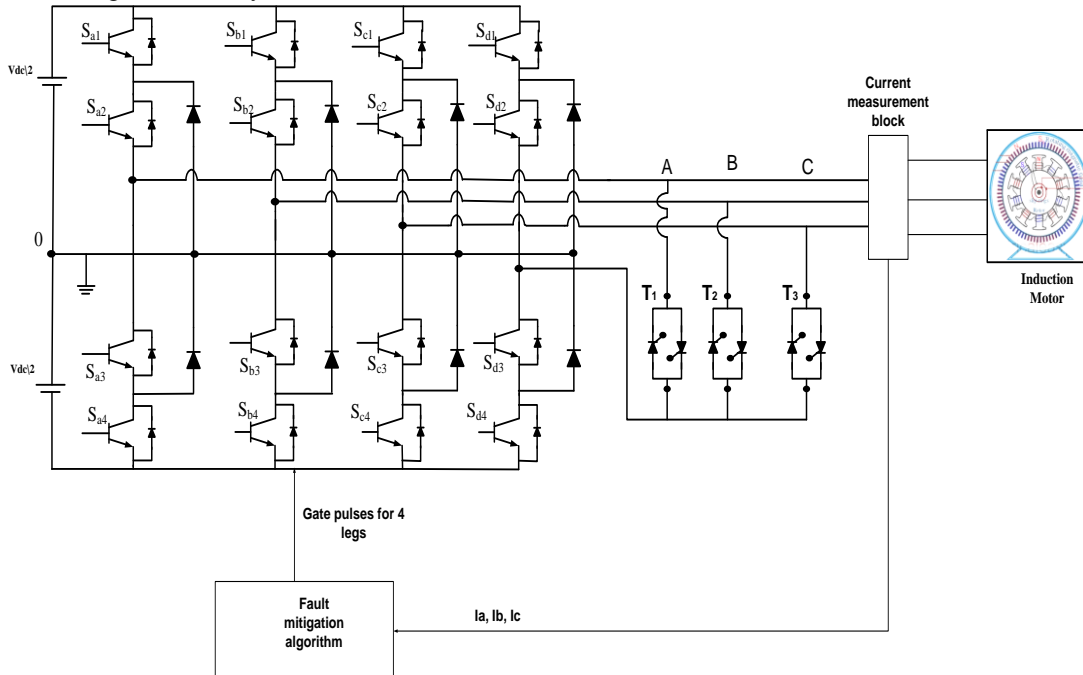 Sa1
Sb1
Sc1
Sd1
Vdc\2
Sa2
Sb2
Sc2
Sd2
Current
measurement
block
A
B
C
0
T1
T2
T3
Induction
Motor
Sa3
Sb3
Sc3
Sd3
Vdc\2
Sa4
Sb4
Sc4
Sd4
Gate pulses for 4
legs
Fault
mitigation
algorithm
Ia, Ib, Ic